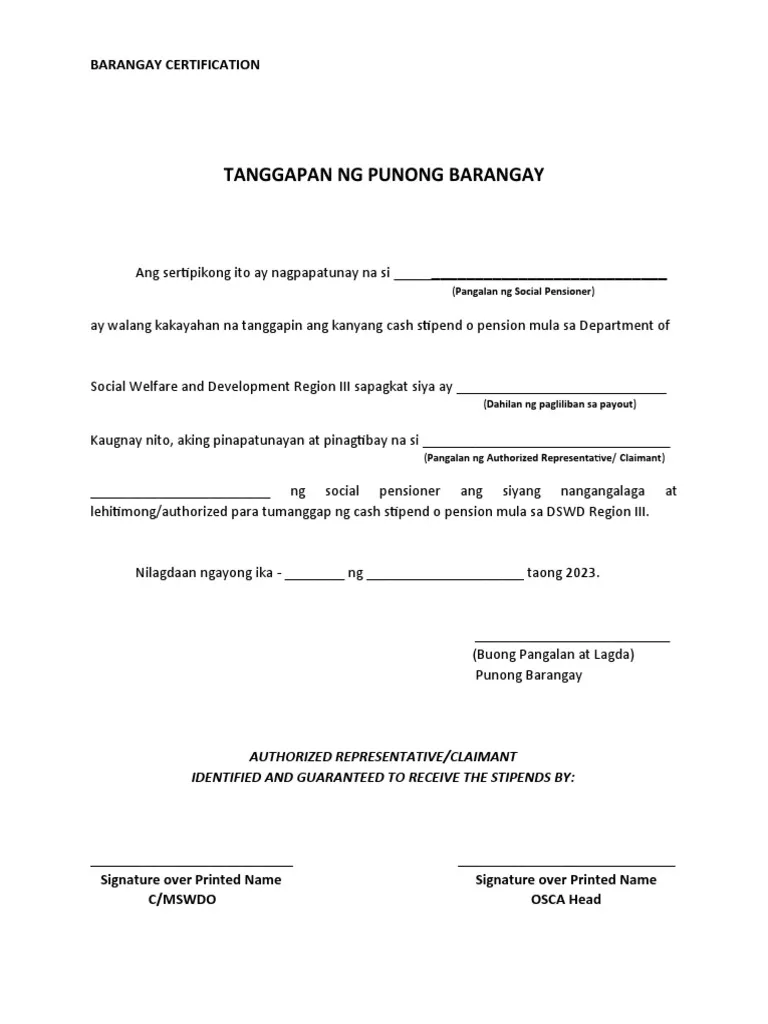 BARANGAY CERTIFICATION
TANGGAPAN NG PUNONG BARANGAY
Ang sertipikong ito ay nagpapatunay na si ______________________________
(Pangalan ng Social Pensioner)
ay walang kakayahan na tanggapin ang kanyang cash stipend o pension mula sa Department of
Social Welfare and Development Region III sapagkat siya ay ____________________________
(Dahilan ng pagliliban sa payout)
Kaugnay nito, aking pinapatunayan at pinagtibay na si _________________________________
(Pangalan ng Authorized Representative/ Claimant)
________________________ ng social pensioner ang siyang nangangalaga at
lehitimong/authorized para tumanggap ng cash stipend o pension mula sa DSWD Region III.
Nilagdaan ngayong ika - ________ ng _____________________ taong 2023.
__________________________
(Buong Pangalan at Lagda)
Punong Barangay
AUTHORIZED REPRESENTATIVE/CLAIMANT
IDENTIFIED AND GUARANTEED TO RECEIVE THE STIPENDS BY:
___________________________ _____________________________
Signature over Printed Name Signature over Printed Name
C/MSWDO OSCA Head